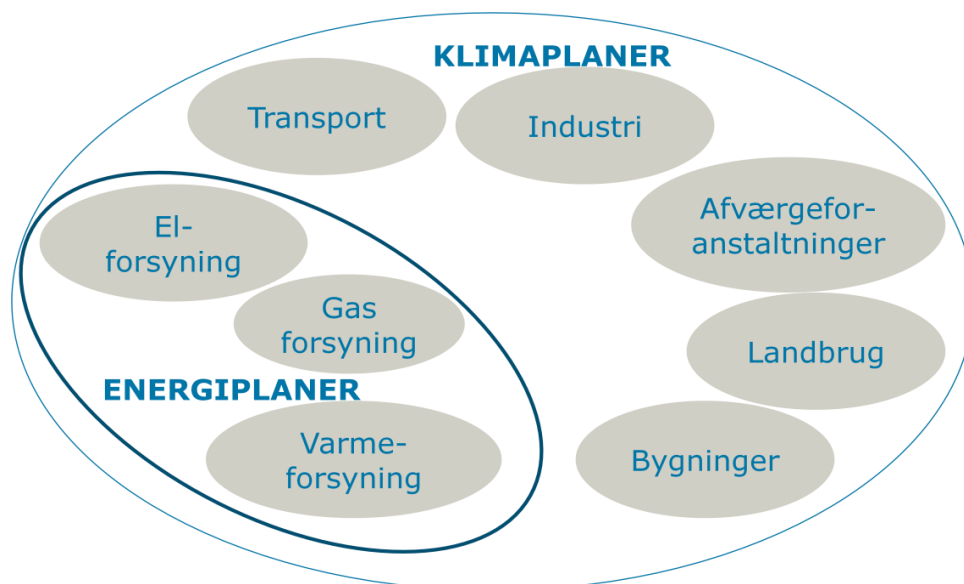 KLIMAPLANER
Transport
Industri
Afværgefor-
anstaltninger
El-
forsyning
Gas
forsyning
Landbrug
ENERGIPLANER
Varme-
forsyning
Bygninger